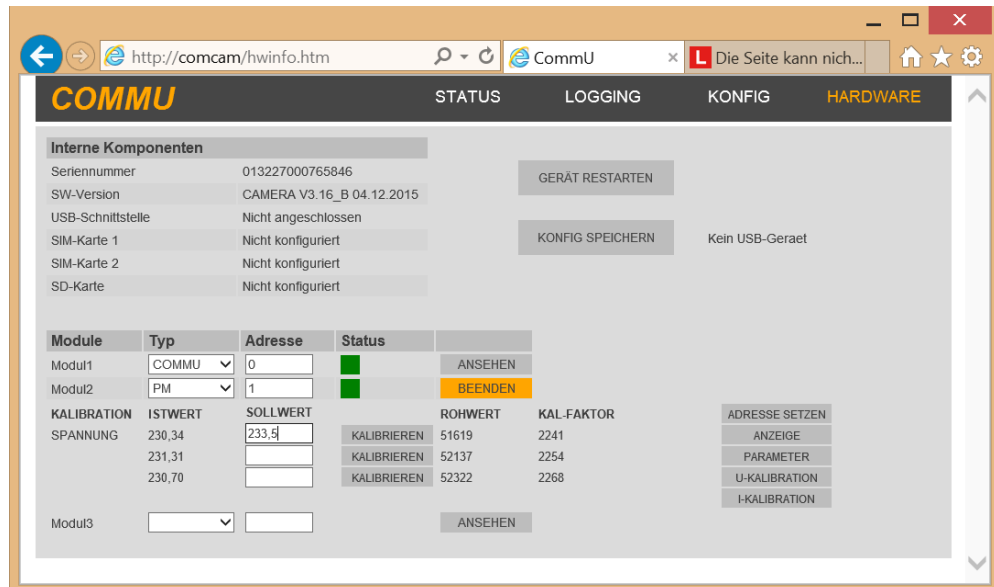 http://comcam/hwinfo.htm CommU × L Die Seite kann nich...
COMMU STATUS LOGGING KONFIG HARDWARE
Interne Komponenten
Seriennummer 013227000765846
GERÄT RESTARTEN
SW-Version CAMERA V3.16_B 04.12.2015
USB-Schnittstelle Nicht angeschlossen
SIM-Karte 1 Nicht konfiguriert KONFIG SPEICHERN Kein USB-Geraet
SIM-Karte 2 Nicht konfiguriert
SD-Karte Nicht konfiguriert
Module Typ Adresse Status
Modul1 COMMU 0 ANSEHEN
Modul2 PM 1 BEENDEN
KALIBRATION ISTWERT SOLLWERT ROHWERT KAL-FAKTOR ADRESSE SETZEN
SPANNUNG 230,34 233,5 KALIBRIEREN 51619 2241 ANZEIGE
231,31 KALIBRIEREN 52137 2254 PARAMETER
230,70 KALIBRIEREN 52322 2268 U-KALIBRATION
I-KALIBRATION
Modul3 ANSEHEN